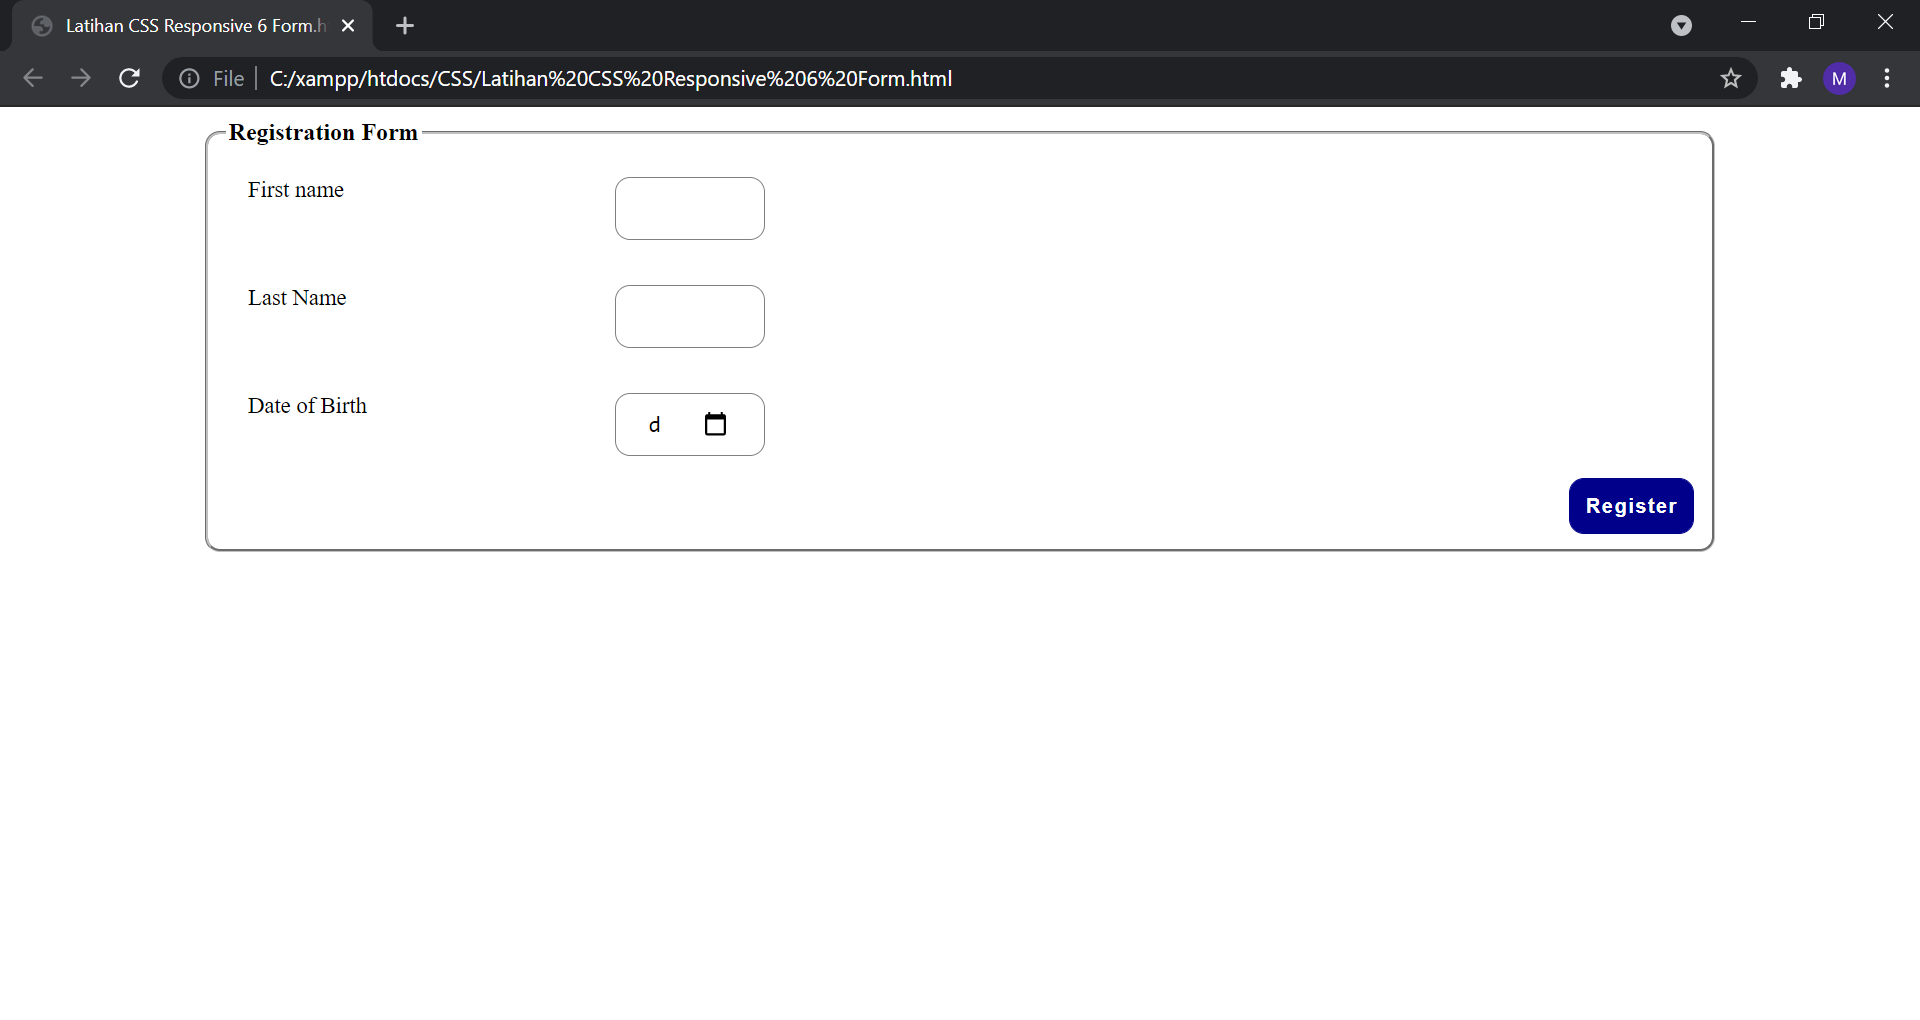 Latihan CSS Responsive 6 Form.h
File C:/xampp/htdocs/CSS/Latihan%20CSS%20Responsive%206%20Form.html
M
Registration Form
First name
Last Name
Date of Birth
d
Register